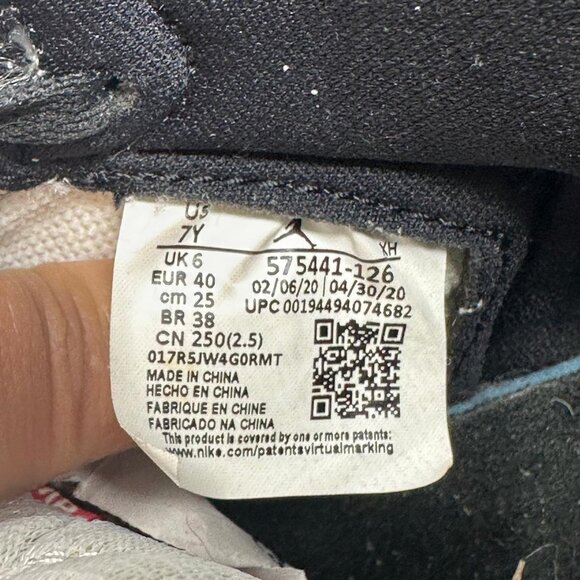 US
7Y
XH
UK 6
EUR 40
cm 25
BR 38
CN 250(2.5)
575441-126
02/06/20 | 04/30/20
UPC 00194494074682
017R5JW4G0RMT
MADE IN CHINA
HECHO EN CHINA
FABRIQUE EN CHINE
FABRICADO NA CHINA
This product is covered by one or more patents:
www.nike.com/patentsvirtualmarking